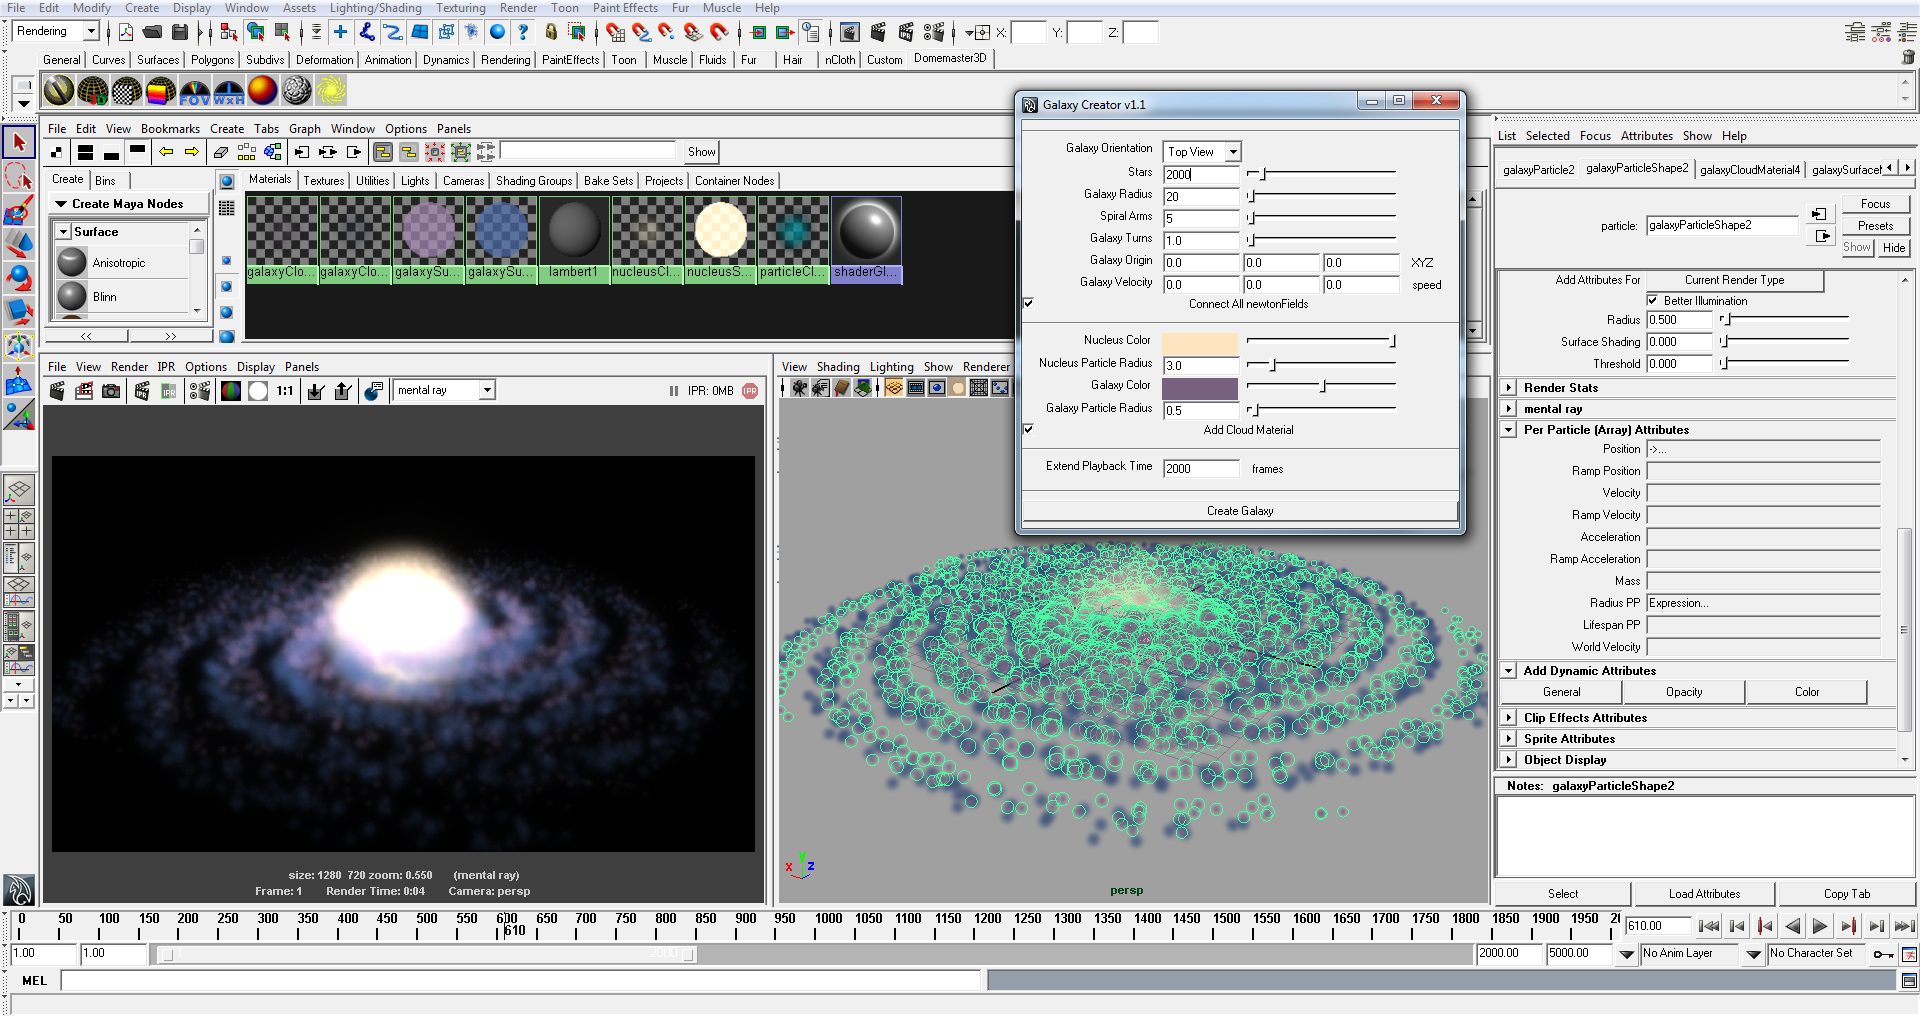 File Edit Modify Create Display Window Assets Lighting/Shading Texturing Render Toon Paint Effects Fur Muscle Help
Rendering
X: Y: Z:
General Curves Surfaces Polygons Subdivs Deformation Animation Dynamics Rendering PaintEffects Toon Muscle Fluids Fur Hair nCloth Custom Domemaster3D
3D FOV WxH
File Edit View Bookmarks Create Tabs Graph Window Options Panels
Show
Create Bins
Materials Textures Utilities Lights Cameras Shading Groups Bake Sets Projects Container Nodes
Create Maya Nodes
Surface
Anisotropic
Blinn
<< >>
galaxyClo... galaxyClo... galaxySu... galaxySu... lambert1 nucleusCl... nucleusS... particleCl... shaderGl...
File View Render IPR Options Display Panels
1:1 mental ray IPR: 0MB IPR
size: 1280 720 zoom: 0.550 (mental ray)
Frame: 1 Render Time: 0:04 Camera: persp
View Shading Lighting Show Renderer
x y z
persp
Galaxy Creator v1.1
Galaxy Orientation Top View
Stars 2000
Galaxy Radius 20
Spiral Arms 5
Galaxy Turns 1.0
Galaxy Origin 0.0 0.0 0.0 XYZ
Galaxy Velocity 0.0 0.0 0.0 speed
Connect All newtonFields
Nucleus Color
Nucleus Particle Radius 3.0
Galaxy Color
Galaxy Particle Radius 0.5
Add Cloud Material
Extend Playback Time 2000 frames
Create Galaxy
List Selected Focus Attributes Show Help
galaxyParticle2 galaxyParticleShape2 galaxyCloudMaterial4 galaxySurfaceM
particle: galaxyParticleShape2
Focus
Presets
Show Hide
Add Attributes For Current Render Type
Better Illumination
Radius 0.500
Surface Shading 0.000
Threshold 0.000
Render Stats
mental ray
Per Particle (Array) Attributes
Position ->...
Ramp Position
Velocity
Ramp Velocity
Acceleration
Ramp Acceleration
Mass
Radius PP Expression...
Lifespan PP
World Velocity
Add Dynamic Attributes
General Opacity Color
Clip Effects Attributes
Sprite Attributes
Object Display
Notes: galaxyParticleShape2
Select Load Attributes Copy Tab
0 50 100 150 200 250 300 350 400 450 500 550 600 650 700 750 800 850 900 950 1000 1050 1100 1150 1200 1250 1300 1350 1400 1450 1500 1550 1600 1650 1700 1750 1800 1850 1900 1950
610
610.00
1.00 1.00 2000 2000.00 5000.00 No Anim Layer No Character Set
MEL